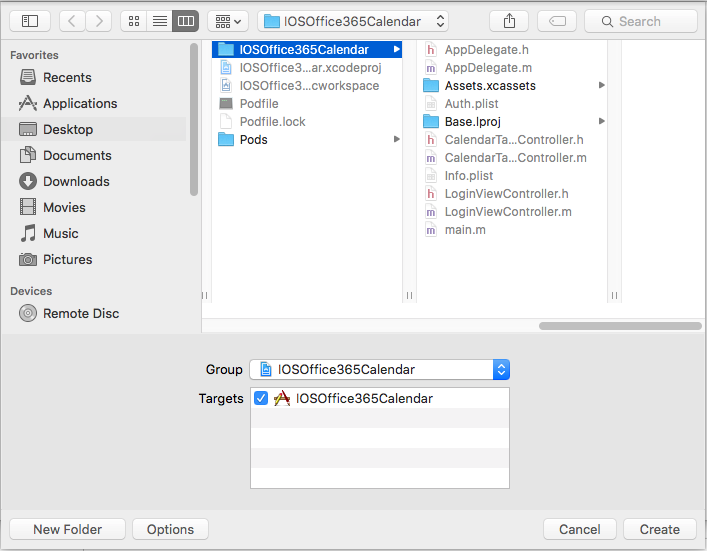 IOSOffice365Calendar
Search
Favorites
Recents
Applications
Desktop
Documents
Downloads
Movies
Music
Pictures
Devices
Remote Disc
IOSOffice365Calendar
IOSOffice3...ar.xcodeproj
IOSOffice3...cworkspace
Podfile
Podfile.lock
Pods
AppDelegate.h
AppDelegate.m
Assets.xcassets
Auth.plist
Base.lproj
CalendarTa...Controller.h
CalendarTa...Controller.m
Info.plist
LoginViewController.h
LoginViewController.m
main.m
Group IOSOffice365Calendar
Targets IOSOffice365Calendar
New Folder Options Cancel Create